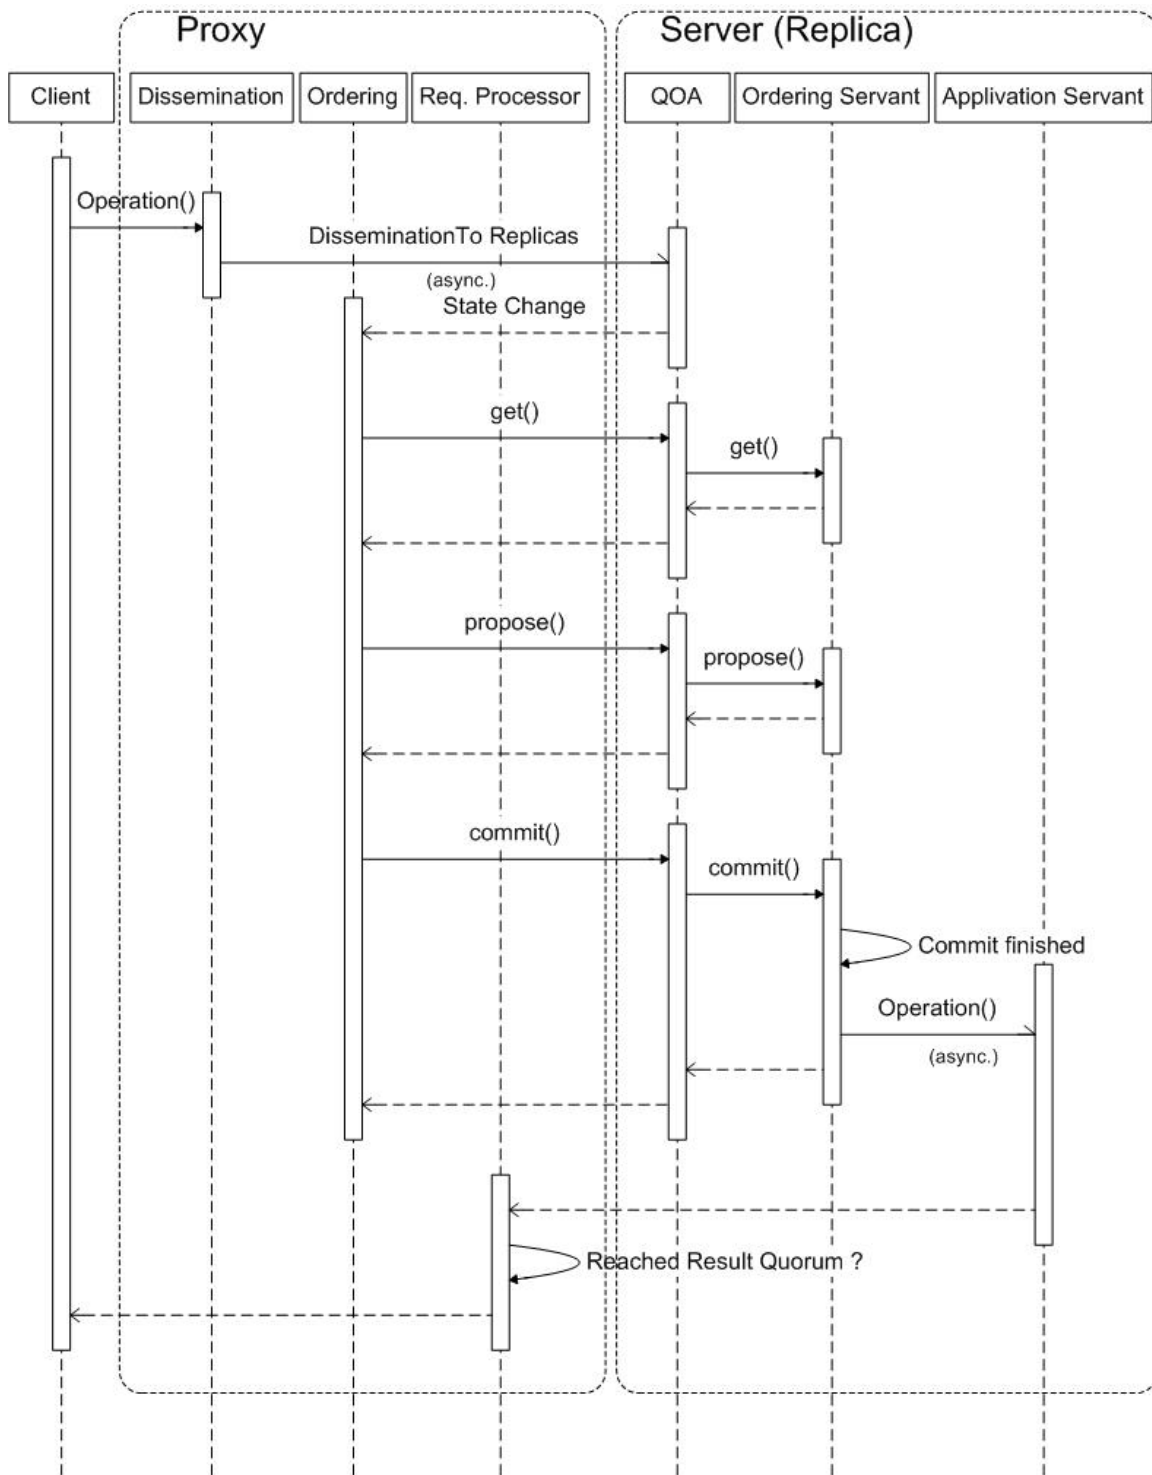 Proxy
Server (Replica)
Client
Dissemination
Ordering
Req. Processor
QOA
Ordering Servant
Applivation Servant
Operation()
DisseminationTo Replicas
(async.)
State Change
get()
get()
propose()
propose()
commit()
commit()
Commit finished
Operation()
(async.)
Reached Result Quorum ?